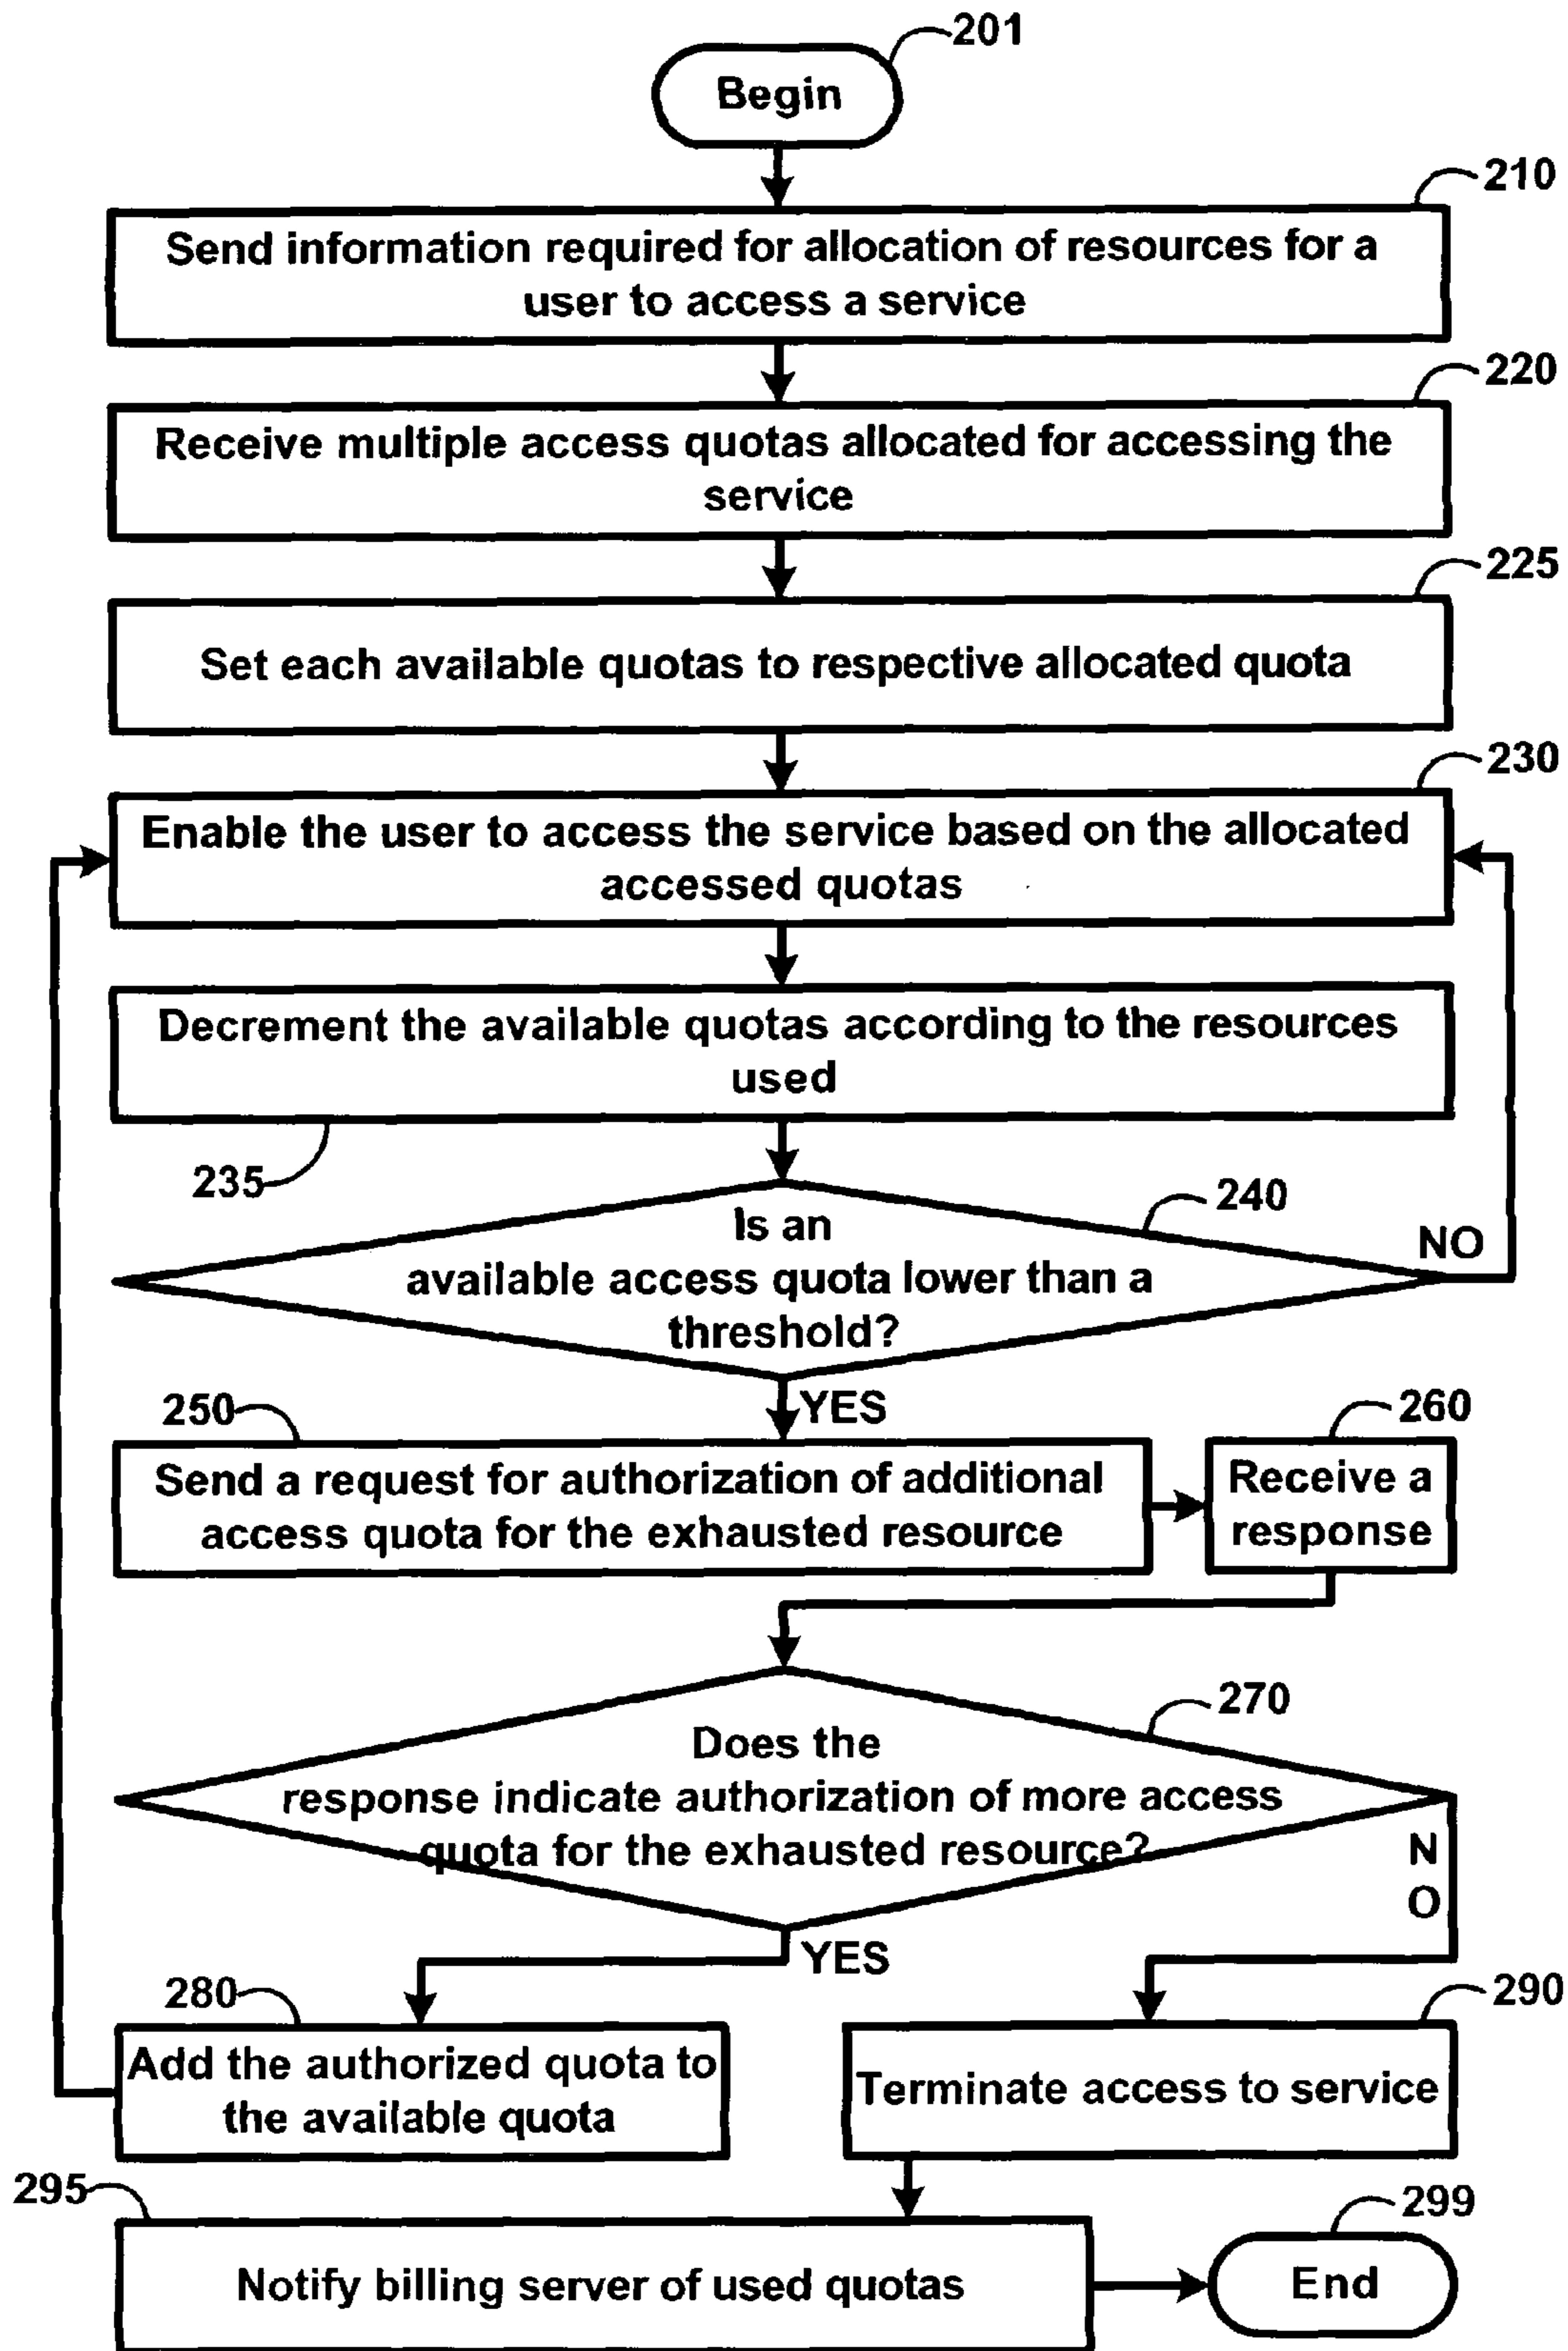 201
Begin
210
Send information required for allocation of resources for a
user to access a service
220
Receive multiple access quotas allocated for accessing the
service
225
Set each available quotas to respective allocated quota
230
Enable the user to access the service based on the allocated
accessed quotas
Decrement the available quotas according to the resources
used
235
240
Is an
available access quota lower than a
threshold?
NO
YES
250
260
Send a request for authorization of additional
access quota for the exhausted resource
Receive a
response
270
Does the
response indicate authorization of more access
quota for the exhausted resource?
N
O
YES
280
290
Add the authorized quota to
the available quota
Terminate access to service
295
299
Notify billing server of used quotas
End